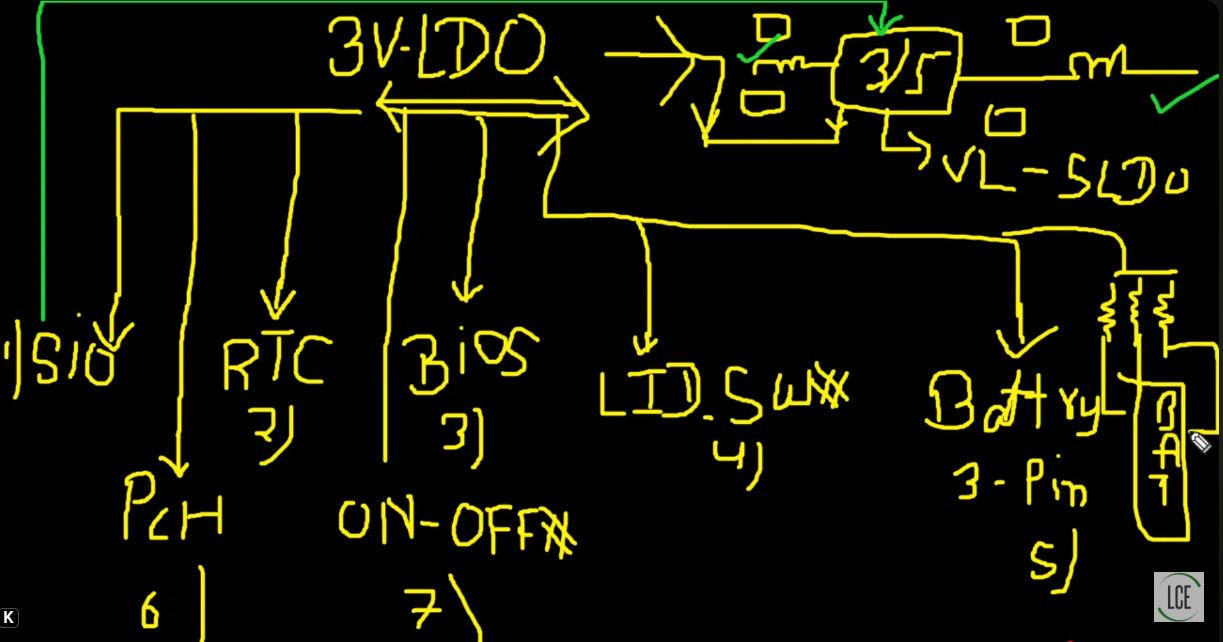 3V-LDO
3/5
VL-5LDO
1) SiO
RTC
2)
BiOS
3)
LID.SW#
4)
Battry
3-Pin
5)
BAT
PCH
6)
ON-OFF#
7)
K
LCE